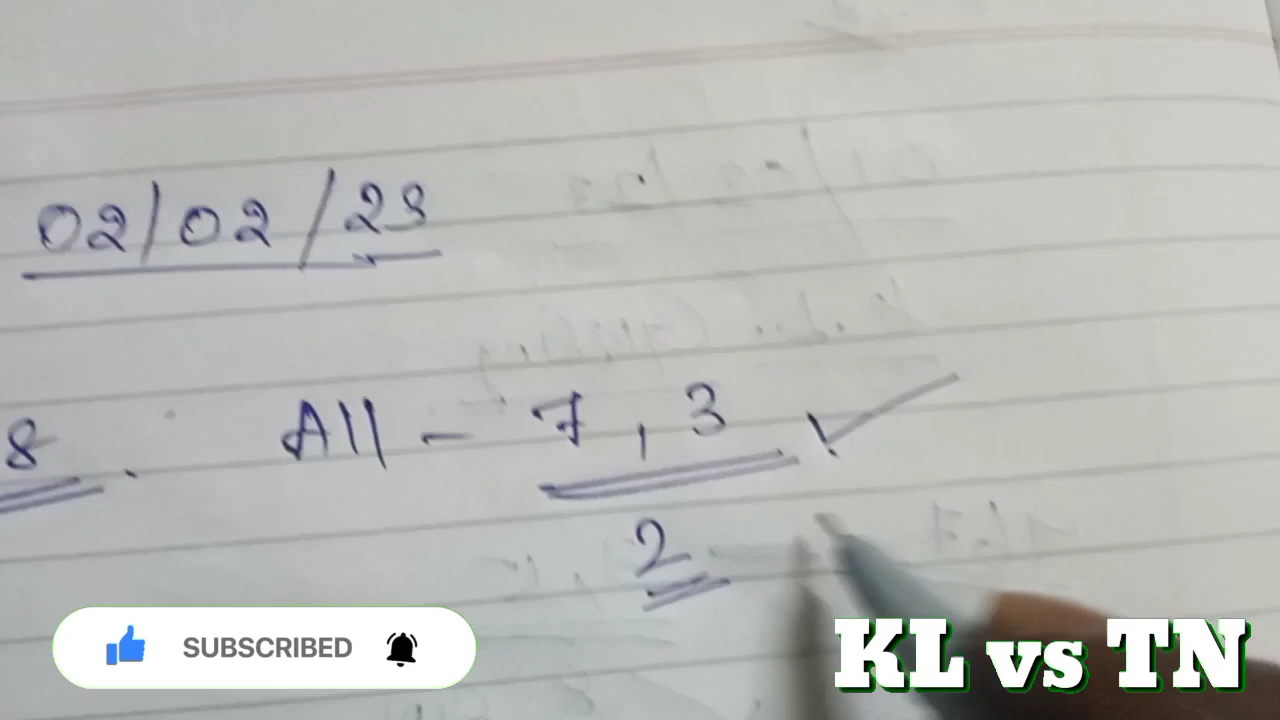 02/02/23
8. All - 7, 3 ✓
2
SUBSCRIBED
KL vs TN